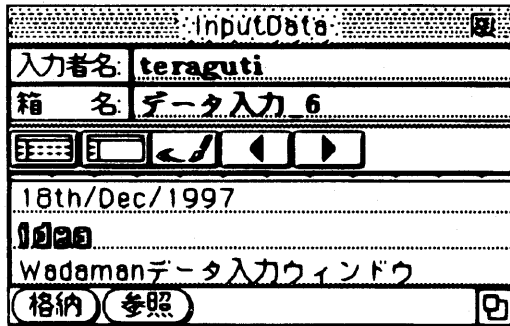 InputData
入力者名: teraguti
箱　名: データ入力_6
18th/Dec/1997
Idea
Wadamanデータ入力ウィンドウ
格納 参照